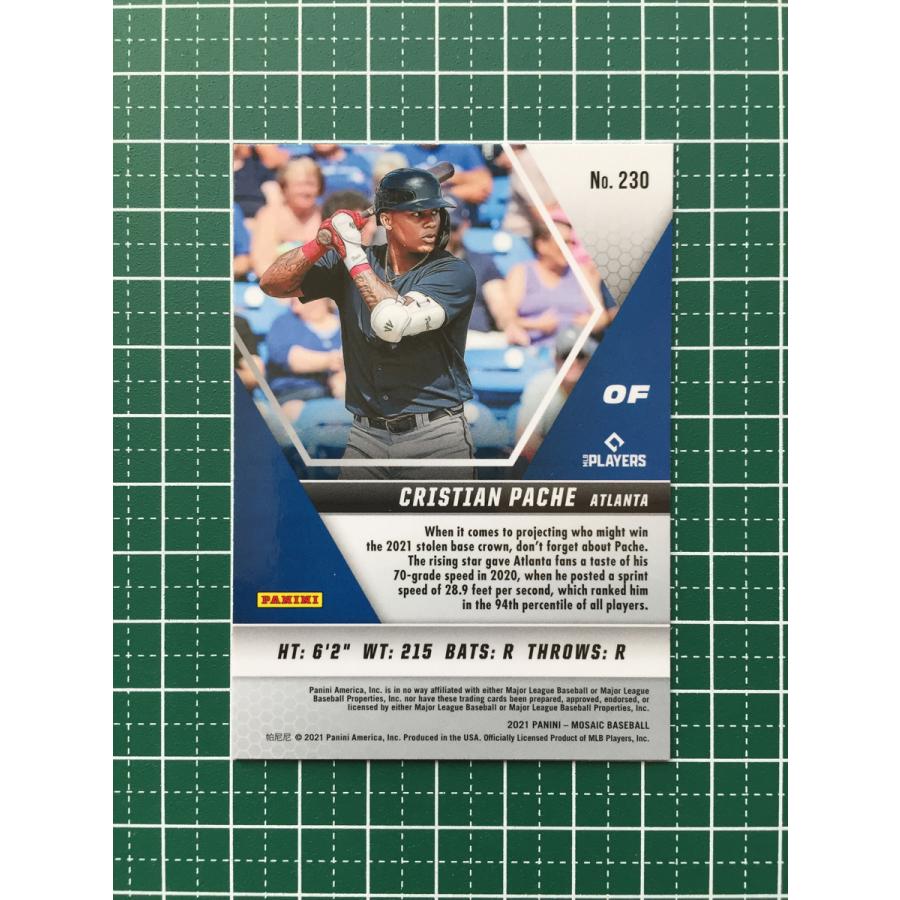 No. 230
OF
MLB PLAYERS
CRISTIAN PACHE ATLANTA
When it comes to projecting who might win
the 2021 stolen base crown, don't forget about Pache.
The rising star gave Atlanta fans a taste of his
70-grade speed in 2020, when he posted a sprint
speed of 28.9 feet per second, which ranked him
in the 94th percentile of all players.
PANINI
HT: 6'2" WT: 215 BATS: R THROWS: R
Panini America, Inc. is in no way affiliated with either Major League Baseball or Major League
Baseball Properties, Inc. nor have these trading cards been prepared, approved, endorsed, or
licensed by either Major League Baseball or Major League Baseball Properties, Inc.
2021 PANINI – MOSAIC BASEBALL
帕尼尼 © 2021 Panini America, Inc. Produced in the USA. Officially Licensed Product of MLB Players, Inc.